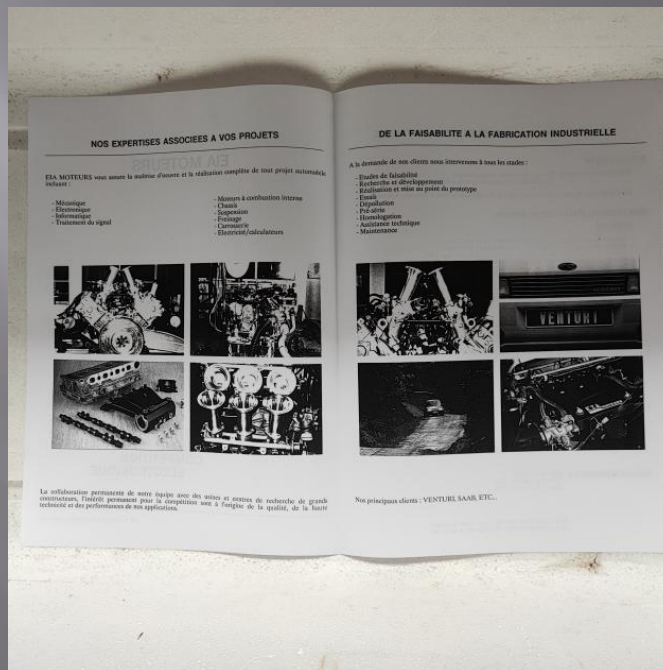 NOS EXPERTISES ASSOCIEES A VOS PROJETS
EIA MOTEURS vous assure la maîtise d'œuvre et la réalisation complète de tout projet automobile
incluant :
- Mécanique
- Electronique
- Informatique
- Traitement du signal
- Moteurs à combustion interne
- Chassis
- Suspension
- Freinage
- Carrosserie
- Electricité/calculateurs
La collaboration permanente de notre équipe avec des usines et centres de recherche de grands
constructeurs, l'intérêt permanent pour la compétition sont à l'origine de la qualité, de la haute
technicité et des performances de nos applications.
DE LA FAISABILITE A LA FABRICATION INDUSTRIELLE
A la demande de nos clients nous intervenons à tous les stades :
- Etudes de faisabilité
- Recherche et développement
- Réalisation et mise au point du prototype
- Essais
- Dépollution
- Pré-série
- Homologation
- Assistance technique
- Maintenance
VENTURI
Nos principaux clients : VENTURI, SAAB, ETC...